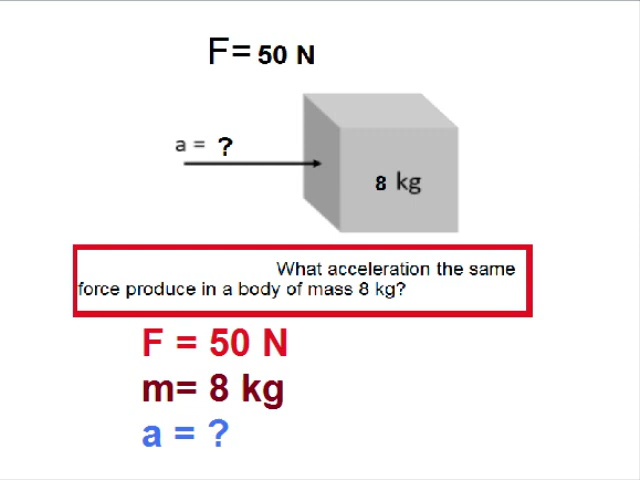 F= 50 N
a = ?
8 kg
What acceleration the same
force produce in a body of mass 8 kg?
F = 50 N
m= 8 kg
a = ?